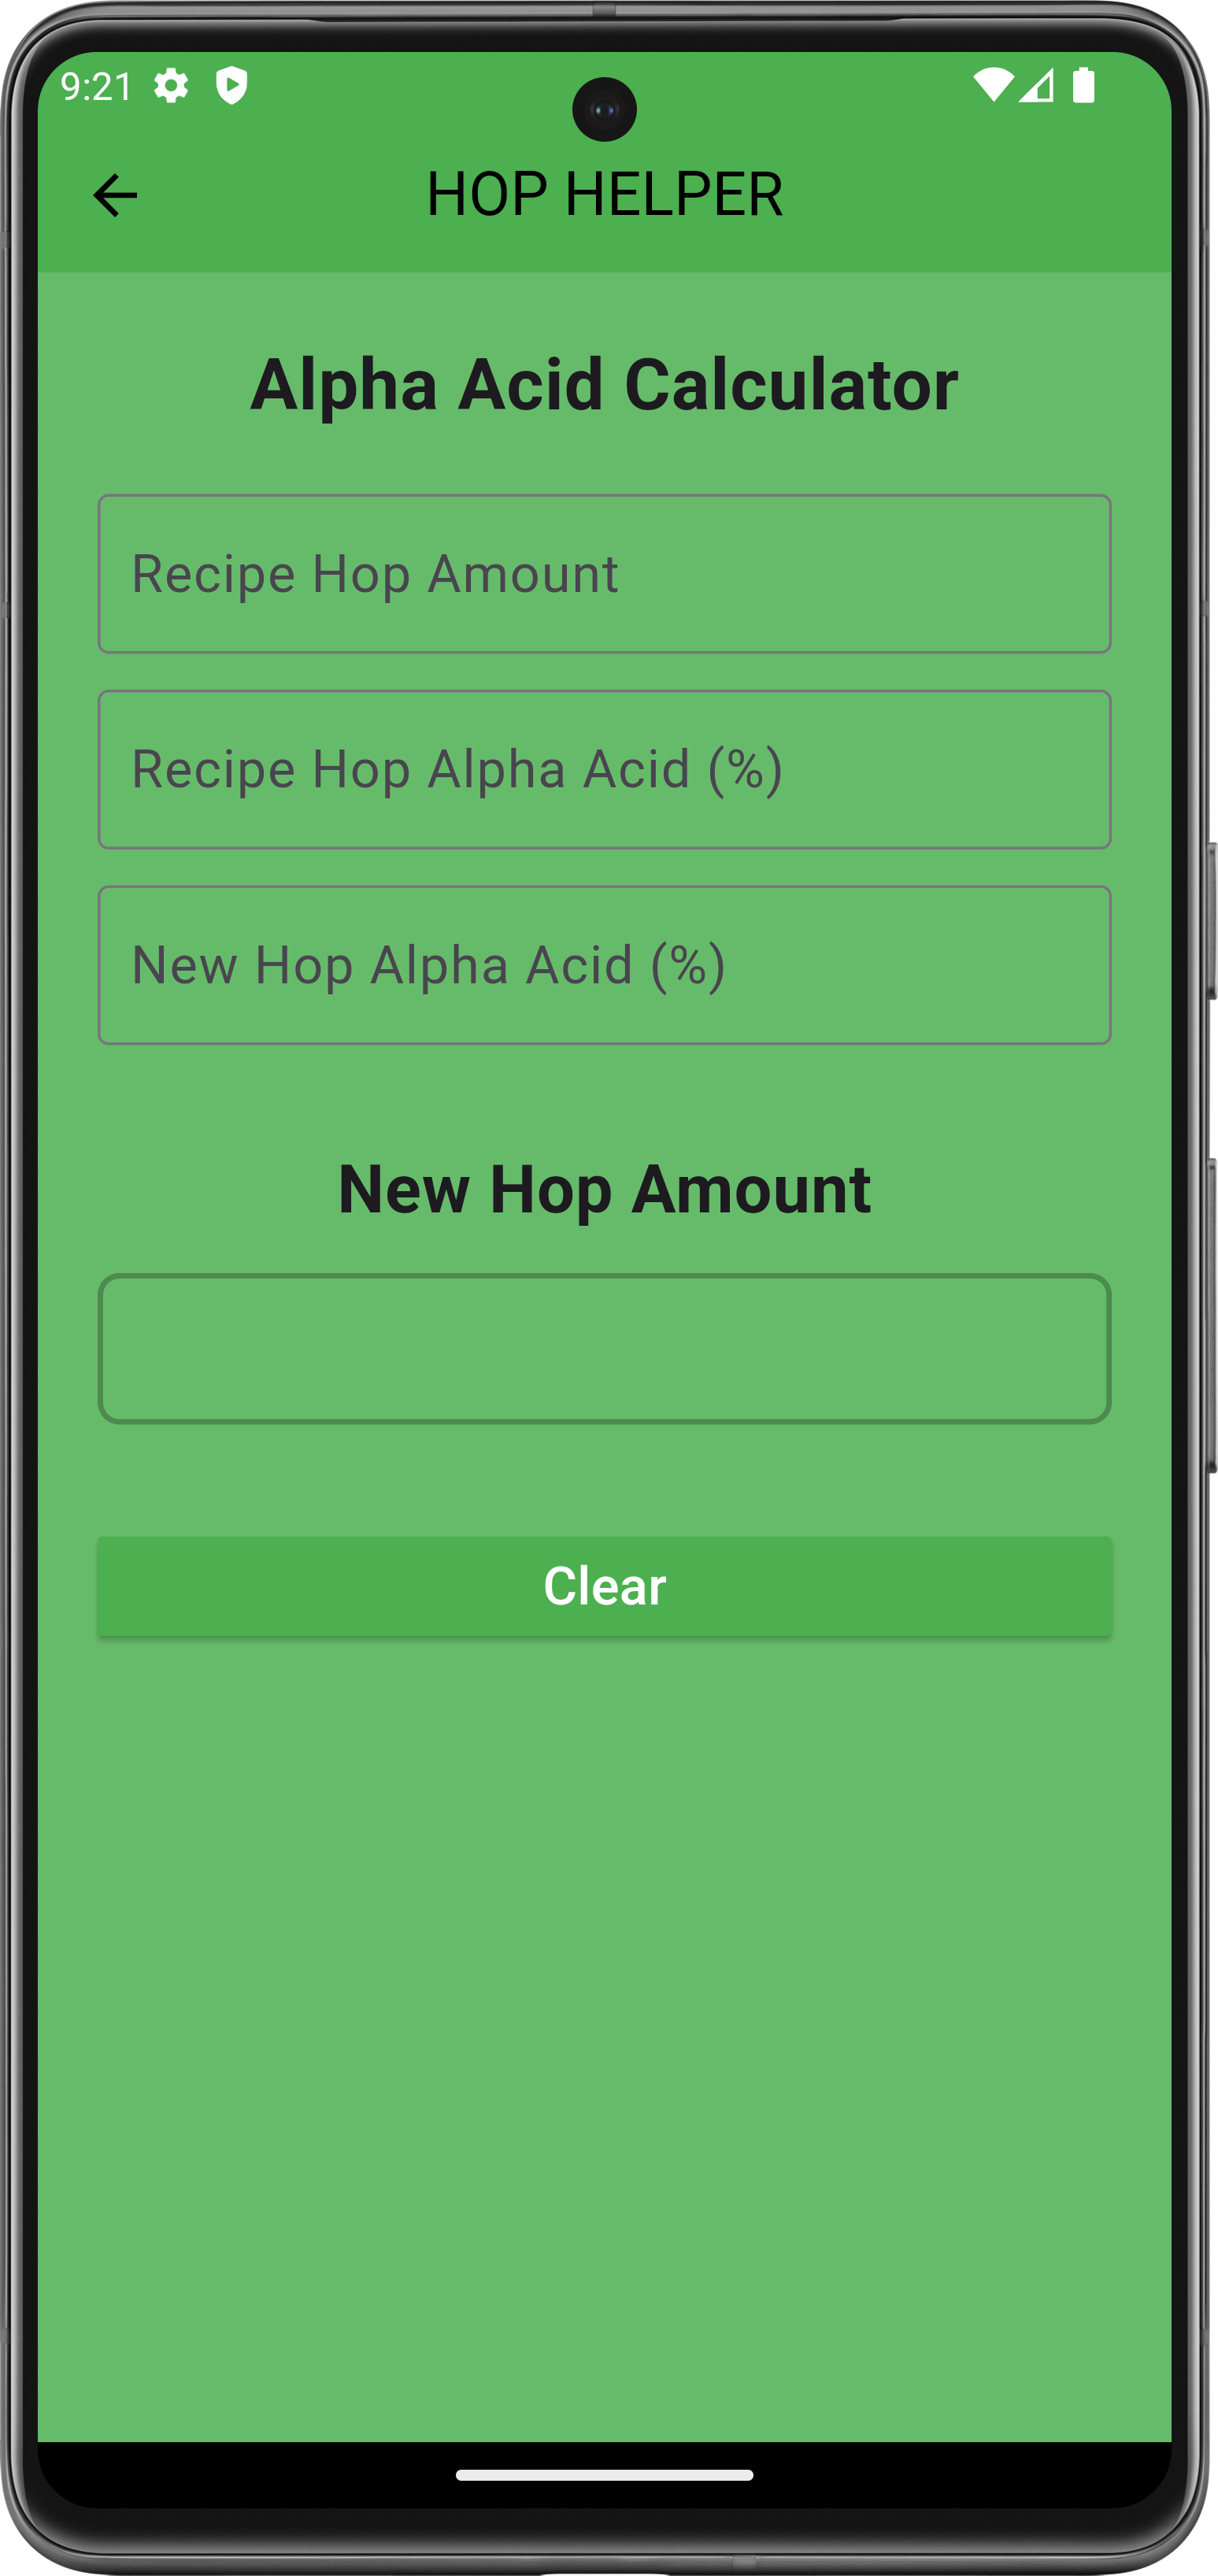 9:21
HOP HELPER
Alpha Acid Calculator
Recipe Hop Amount
Recipe Hop Alpha Acid (%)
New Hop Alpha Acid (%)
New Hop Amount
Clear